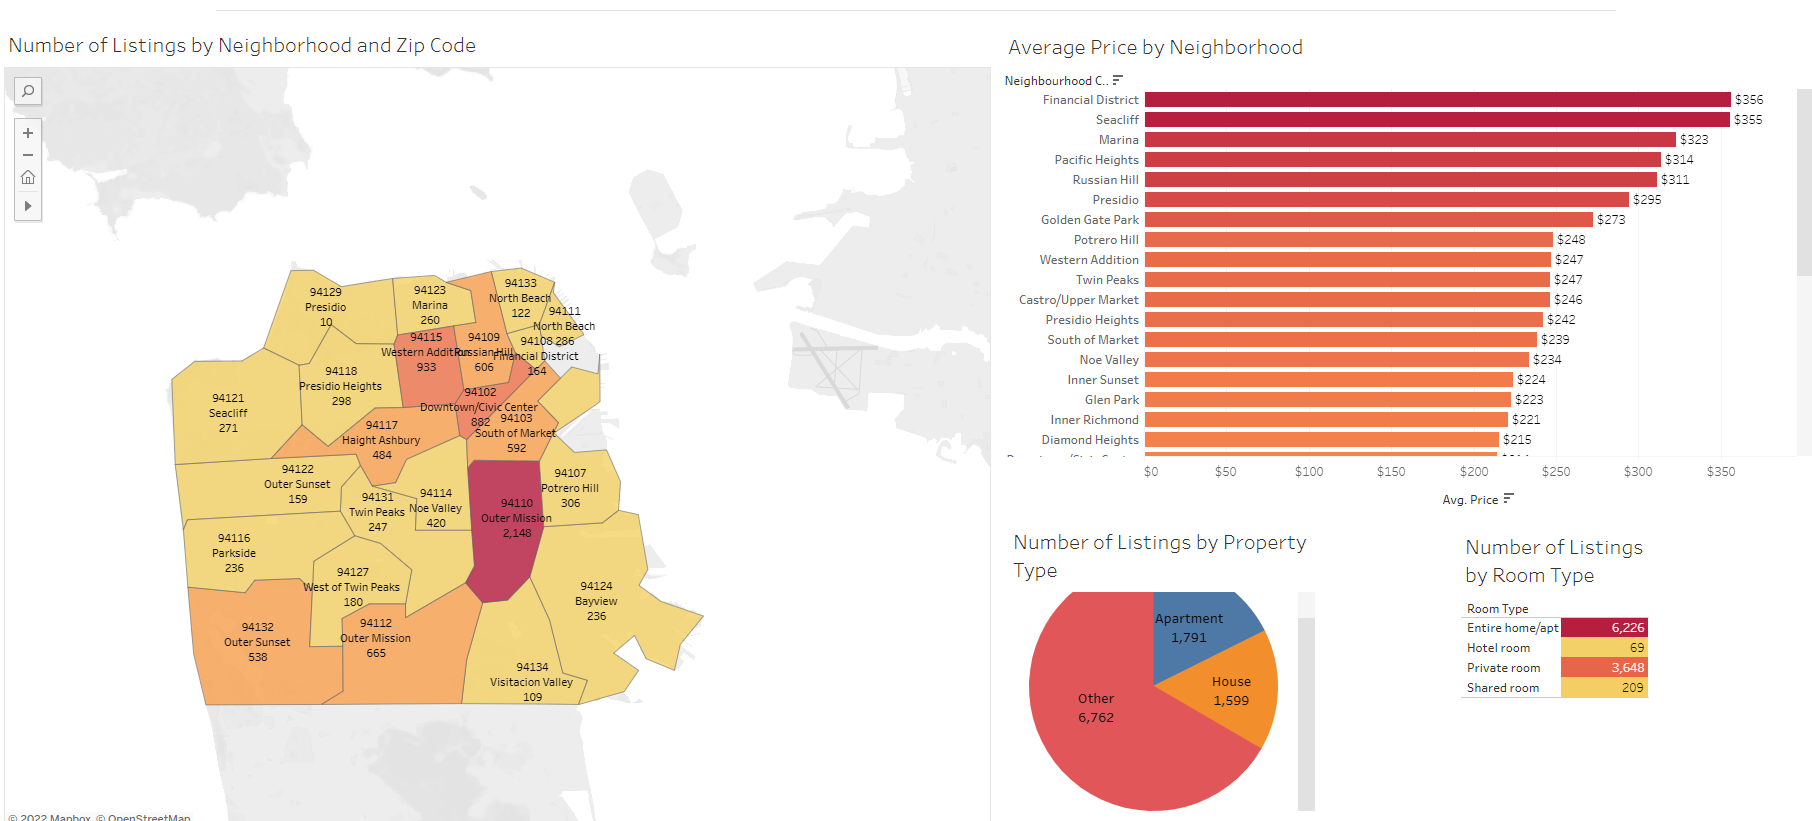 Number of Listings by Neighborhood and Zip Code
94129
Presidio
10
94123
Marina
260
94133
North Beach
122
94111
North Beach
286
94115
Western Addition
933
94109
Russian Hill
606
94108
Financial District
164
94118
Presidio Heights
298
94121
Seacliff
271
94102
Downtown/Civic Center
882
94103
South of Market
592
94117
Haight Ashbury
484
94122
Outer Sunset
159
94131
Twin Peaks
247
94114
Noe Valley
420
94110
Outer Mission
2,148
94107
Potrero Hill
306
94116
Parkside
236
94127
West of Twin Peaks
180
94124
Bayview
236
94132
Outer Sunset
538
94112
Outer Mission
665
94134
Visitacion Valley
109
© 2022 Mapbox © OpenStreetMap
Average Price by Neighborhood
Neighbourhood C..
Financial District $356
Seacliff $355
Marina $323
Pacific Heights $314
Russian Hill $311
Presidio $295
Golden Gate Park $273
Potrero Hill $248
Western Addition $247
Twin Peaks $247
Castro/Upper Market $246
Presidio Heights $242
South of Market $239
Noe Valley $234
Inner Sunset $224
Glen Park $223
Inner Richmond $221
Diamond Heights $215
$0 $50 $100 $150 $200 $250 $300 $350
Avg. Price
Number of Listings by Property
Type
Apartment
1,791
House
1,599
Other
6,762
Number of Listings
by Room Type
Room Type
Entire home/apt 6,226
Hotel room 69
Private room 3,648
Shared room 209